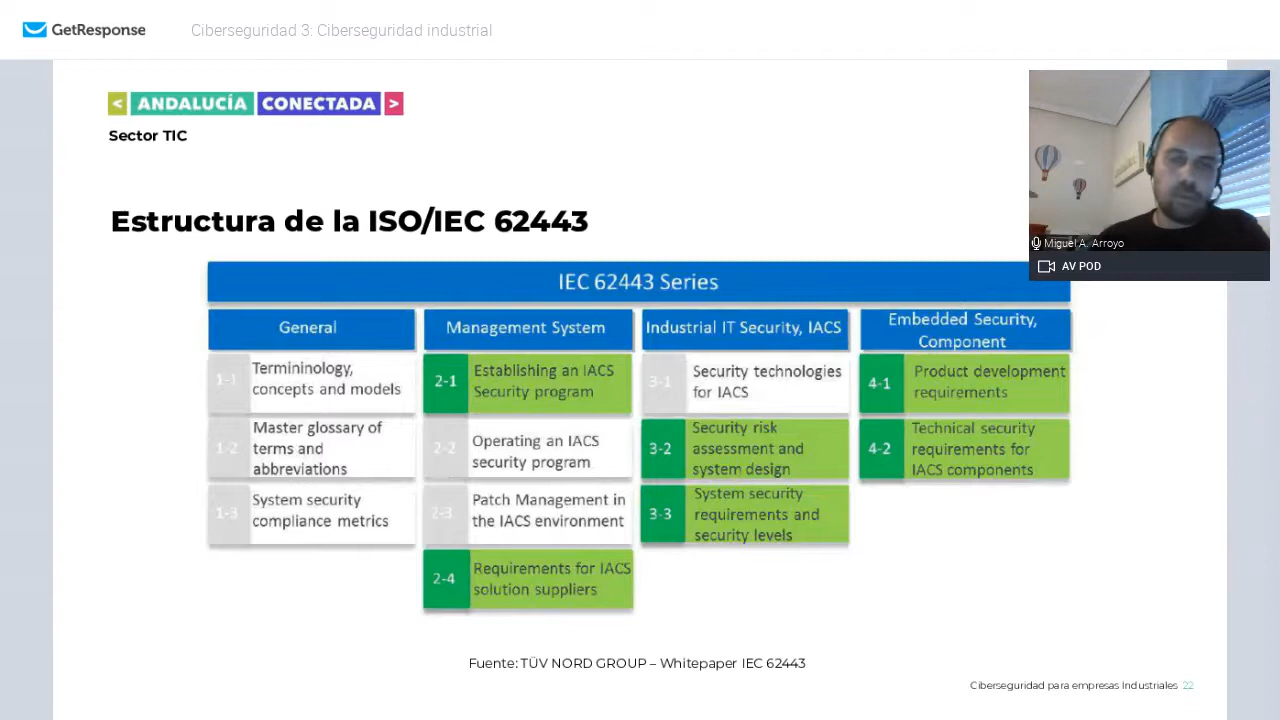 GetResponse
Ciberseguridad 3: Ciberseguridad industrial
< ANDALUCÍA CONECTADA >
Sector TIC
Miguel A. Arroyo
AV POD
Estructura de la ISO/IEC 62443
IEC 62443 Series
General
Management System
Industrial IT Security, IACS
Embedded Security,
Component
1-1
Termininology,
concepts and models
2-1
Establishing an IACS
Security program
3-1
Security technologies
for IACS
4-1
Product development
requirements
1-2
Master glossary of
terms and
abbreviations
2-2
Operating an IACS
security program
3-2
Security risk
assessment and
system design
4-2
Technical security
requirements for
IACS components
1-3
System security
compliance metrics
2-3
Patch Management in
the IACS environment
3-3
System security
requirements and
security levels
2-4
Requirements for IACS
solution suppliers
Fuente: TÜV NORD GROUP – Whitepaper IEC 62443
Ciberseguridad para empresas Industriales 22